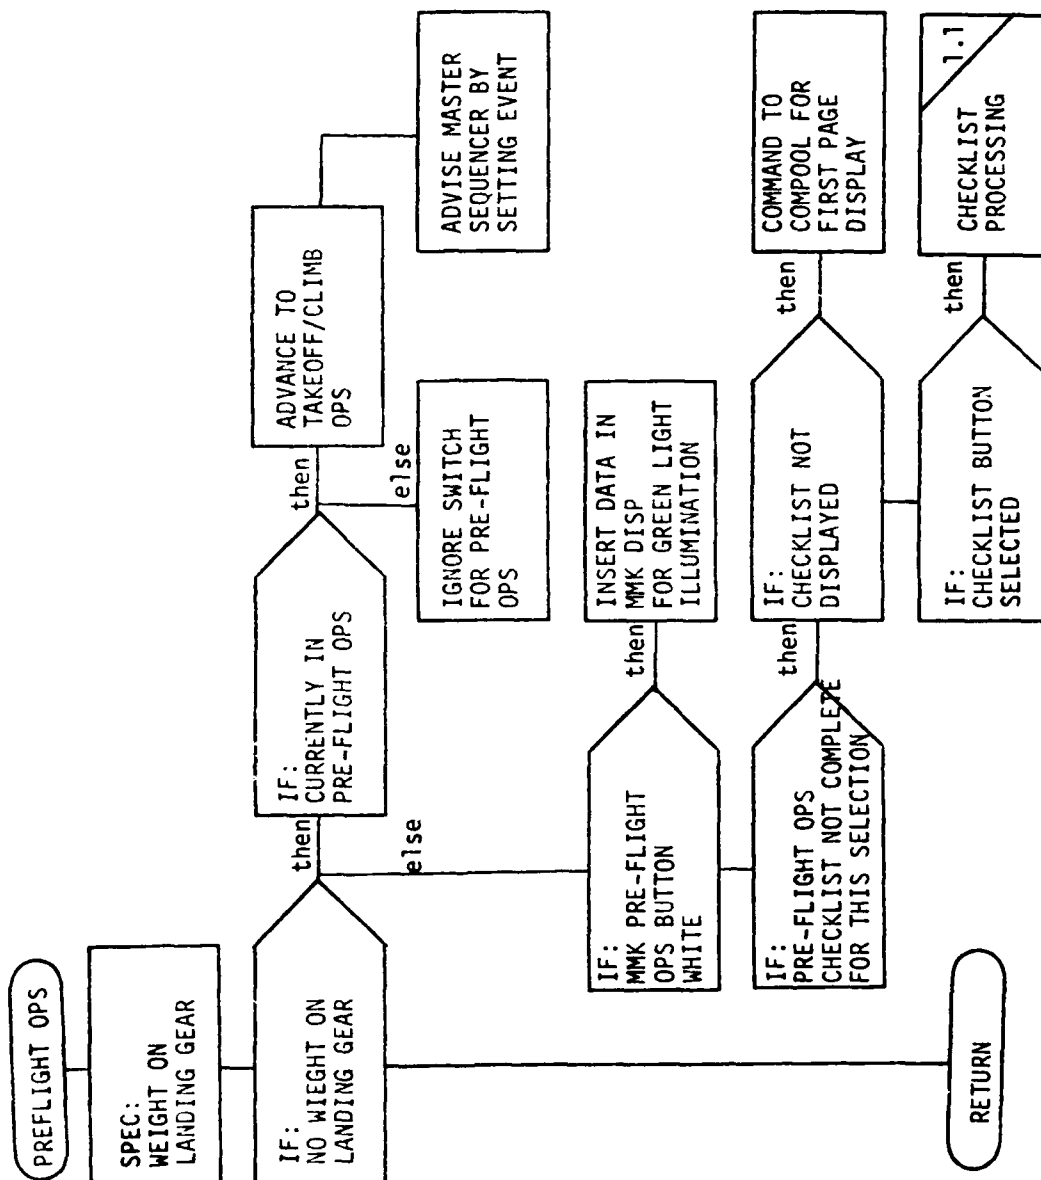 PREFLIGHT OPS
SPEC:
WEIGHT ON
LANDING GEAR
IF:
NO WIEGHT ON
LANDING GEAR
then
else
IF:
CURRENTLY IN
PRE-FLIGHT OPS
then
else
ADVANCE TO
TAKEOFF/CLIMB
OPS
ADVISE MASTER
SEQUENCER BY
SETTING EVENT
IGNORE SWITCH
FOR PRE-FLIGHT
OPS
IF:
MMK PRE-FLIGHT
OPS BUTTON
WHITE
then
INSERT DATA IN
MMK DISP
FOR GREEN LIGHT
ILLUMINATION
IF:
PRE-FLIGHT OPS
CHECKLIST NOT COMPLETE
FOR THIS SELECTION
then
IF:
CHECKLIST NOT
DISPLAYED
then
COMMAND TO
COMPOOL FOR
FIRST PAGE
DISPLAY
IF:
CHECKLIST BUTTON
SELECTED
then
1.1
CHECKLIST
PROCESSING
RETURN